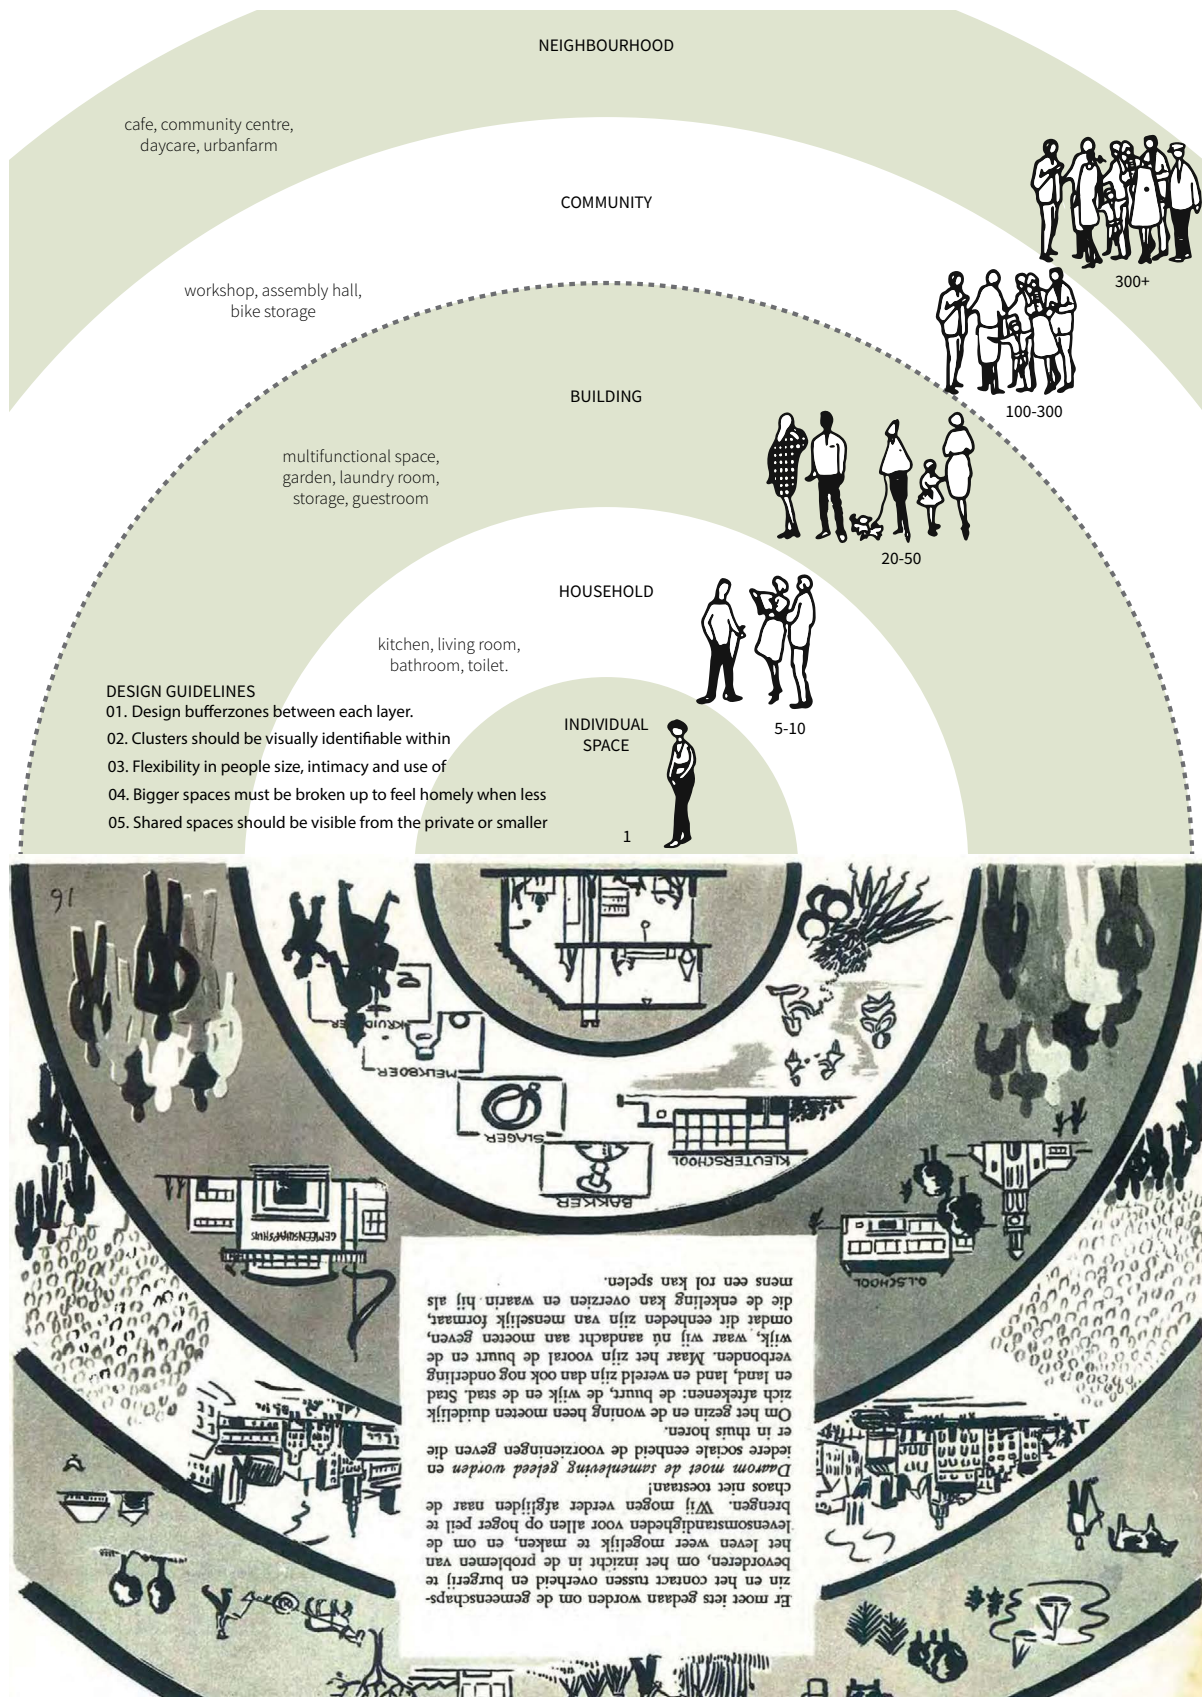 NEIGHBOURHOOD
cafe, community centre,
daycare, urbanfarm
COMMUNITY
300+
workshop, assembly hall,
bike storage
BUILDING
100-300
multifunctional space,
garden, laundry room,
storage, guestroom
20-50
HOUSEHOLD
kitchen, living room,
bathroom, toilet.
5-10
INDIVIDUAL
SPACE
1
DESIGN GUIDELINES
01. Design bufferzones between each layer.
02. Clusters should be visually identifiable within
03. Flexibility in people size, intimacy and use of
04. Bigger spaces must be broken up to feel homely when less
05. Shared spaces should be visible from the private or smaller
Er moet iets gedaan worden om de gemeenschaps-
zin en het contact tussen overheid en burgerij te
bevorderen, om het inzicht in de problemen van
het leven weer mogelijk te maken, en om de
levensomstandigheden voor allen op hoger peil te
brengen. Wij mogen verder afglijden naar de
chaos niet toestaan!
Daarom moet de samenleving geleed worden en
iedere sociale eenheid de voorzieningen geven die
er in thuis horen.
Om het gezin en de woning heen moeten duidelijk
zich aftekenen: de buurt, de wijk en de stad. Stad
en land, land en wereld zijn dan ook nog onderling
verbonden. Maar het zijn vooral de buurt en de
wijk, waar wij nú aandacht aan moeten geven,
omdat dit eenheden zijn van menselijk formaat,
die de enkeling kan overzien en waarin hij als
mens een rol kan spelen.
O.L.SCHOOL
GEMEENSCHAPSHUIS
BAKKER
KLEUTERSCHOOL
SLAGER
MELKBOER
16